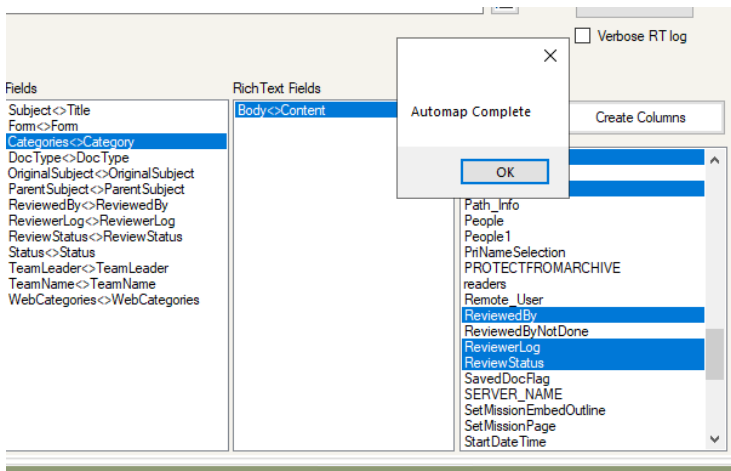 Verbose RT log
Fields
RichText Fields
Subject<>Title
Form<>Form
Categories<>Category
DocType<>DocType
OriginalSubject<>OriginalSubject
ParentSubject<>ParentSubject
ReviewedBy<>ReviewedBy
ReviewerLog<>ReviewerLog
ReviewStatus<>ReviewStatus
Status<>Status
TeamLeader<>TeamLeader
TeamName<>TeamName
WebCategories<>WebCategories
Body<>Content
Automap Complete
OK
Create Columns
Path_Info
People
People1
PriNameSelection
PROTECTFROMARCHIVE
readers
Remote_User
ReviewedBy
ReviewedByNotDone
ReviewerLog
ReviewStatus
SavedDocFlag
SERVER_NAME
SetMissionEmbedOutline
SetMissionPage
StartDateTime